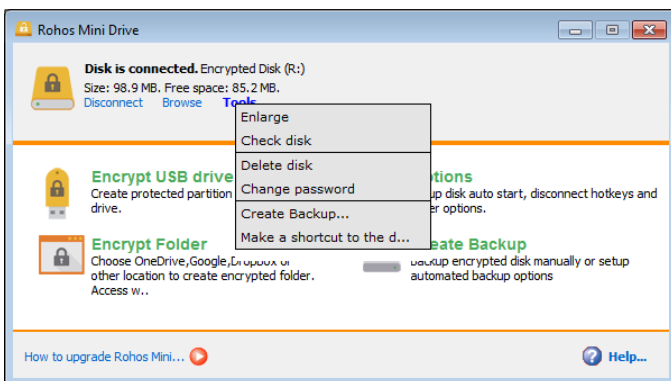 Rohos Mini Drive
Disk is connected. Encrypted Disk (R:)
Size: 98.9 MB. Free space: 85.2 MB.
Disconnect Browse Tools
Enlarge
Check disk
Delete disk
Change password
Create Backup...
Make a shortcut to the d...
Encrypt USB drive
Create protected partition
drive.
Encrypt Folder
Choose OneDrive,Google,Dropbox or
other location to create encrypted folder.
Access w..
tions
up disk auto start, disconnect hotkeys and
er options.
eate Backup
backup encrypted disk manually or setup
automated backup options
How to upgrade Rohos Mini...
Help...